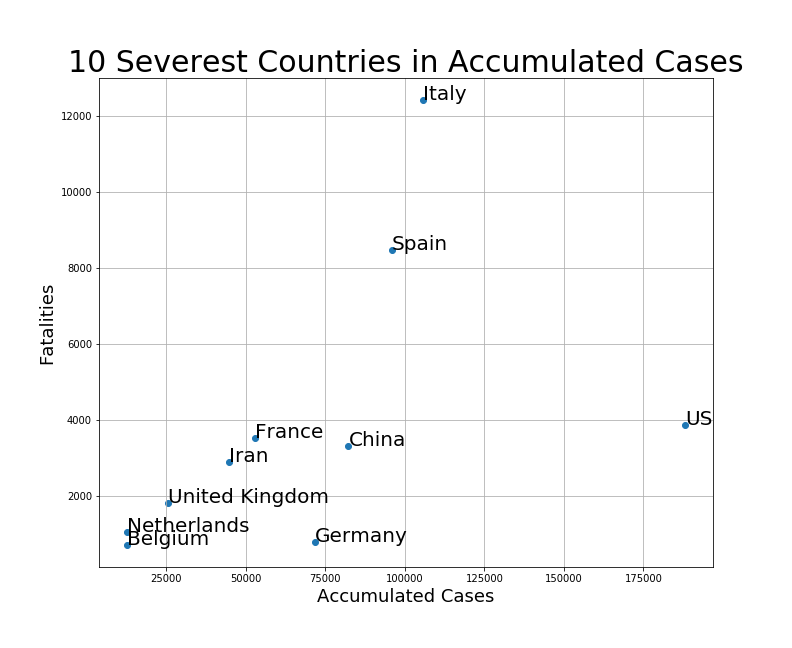 10 Severest Countries in Accumulated Cases
Italy
12000
10000
Spain
8000
Fatalities
6000
4000
US
France
China
Iran
2000
United Kingdom
Netherlands
Belgium
Germany
25000 50000 75000 100000 125000 150000 175000
Accumulated Cases